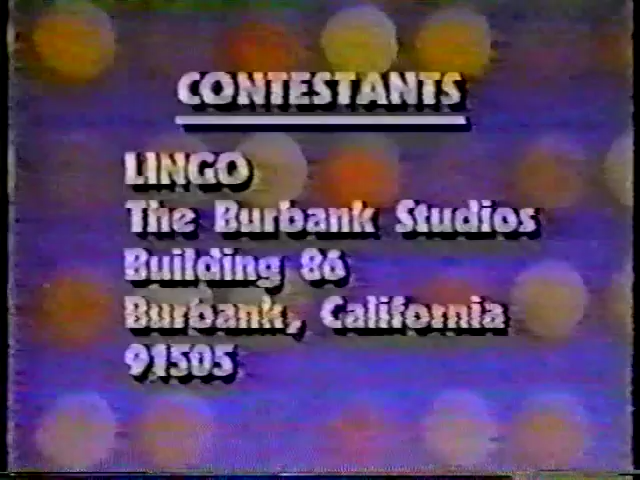 CONTESTANTS
LINGO
The Burbank Studios
Building 86
Burbank, California
91505